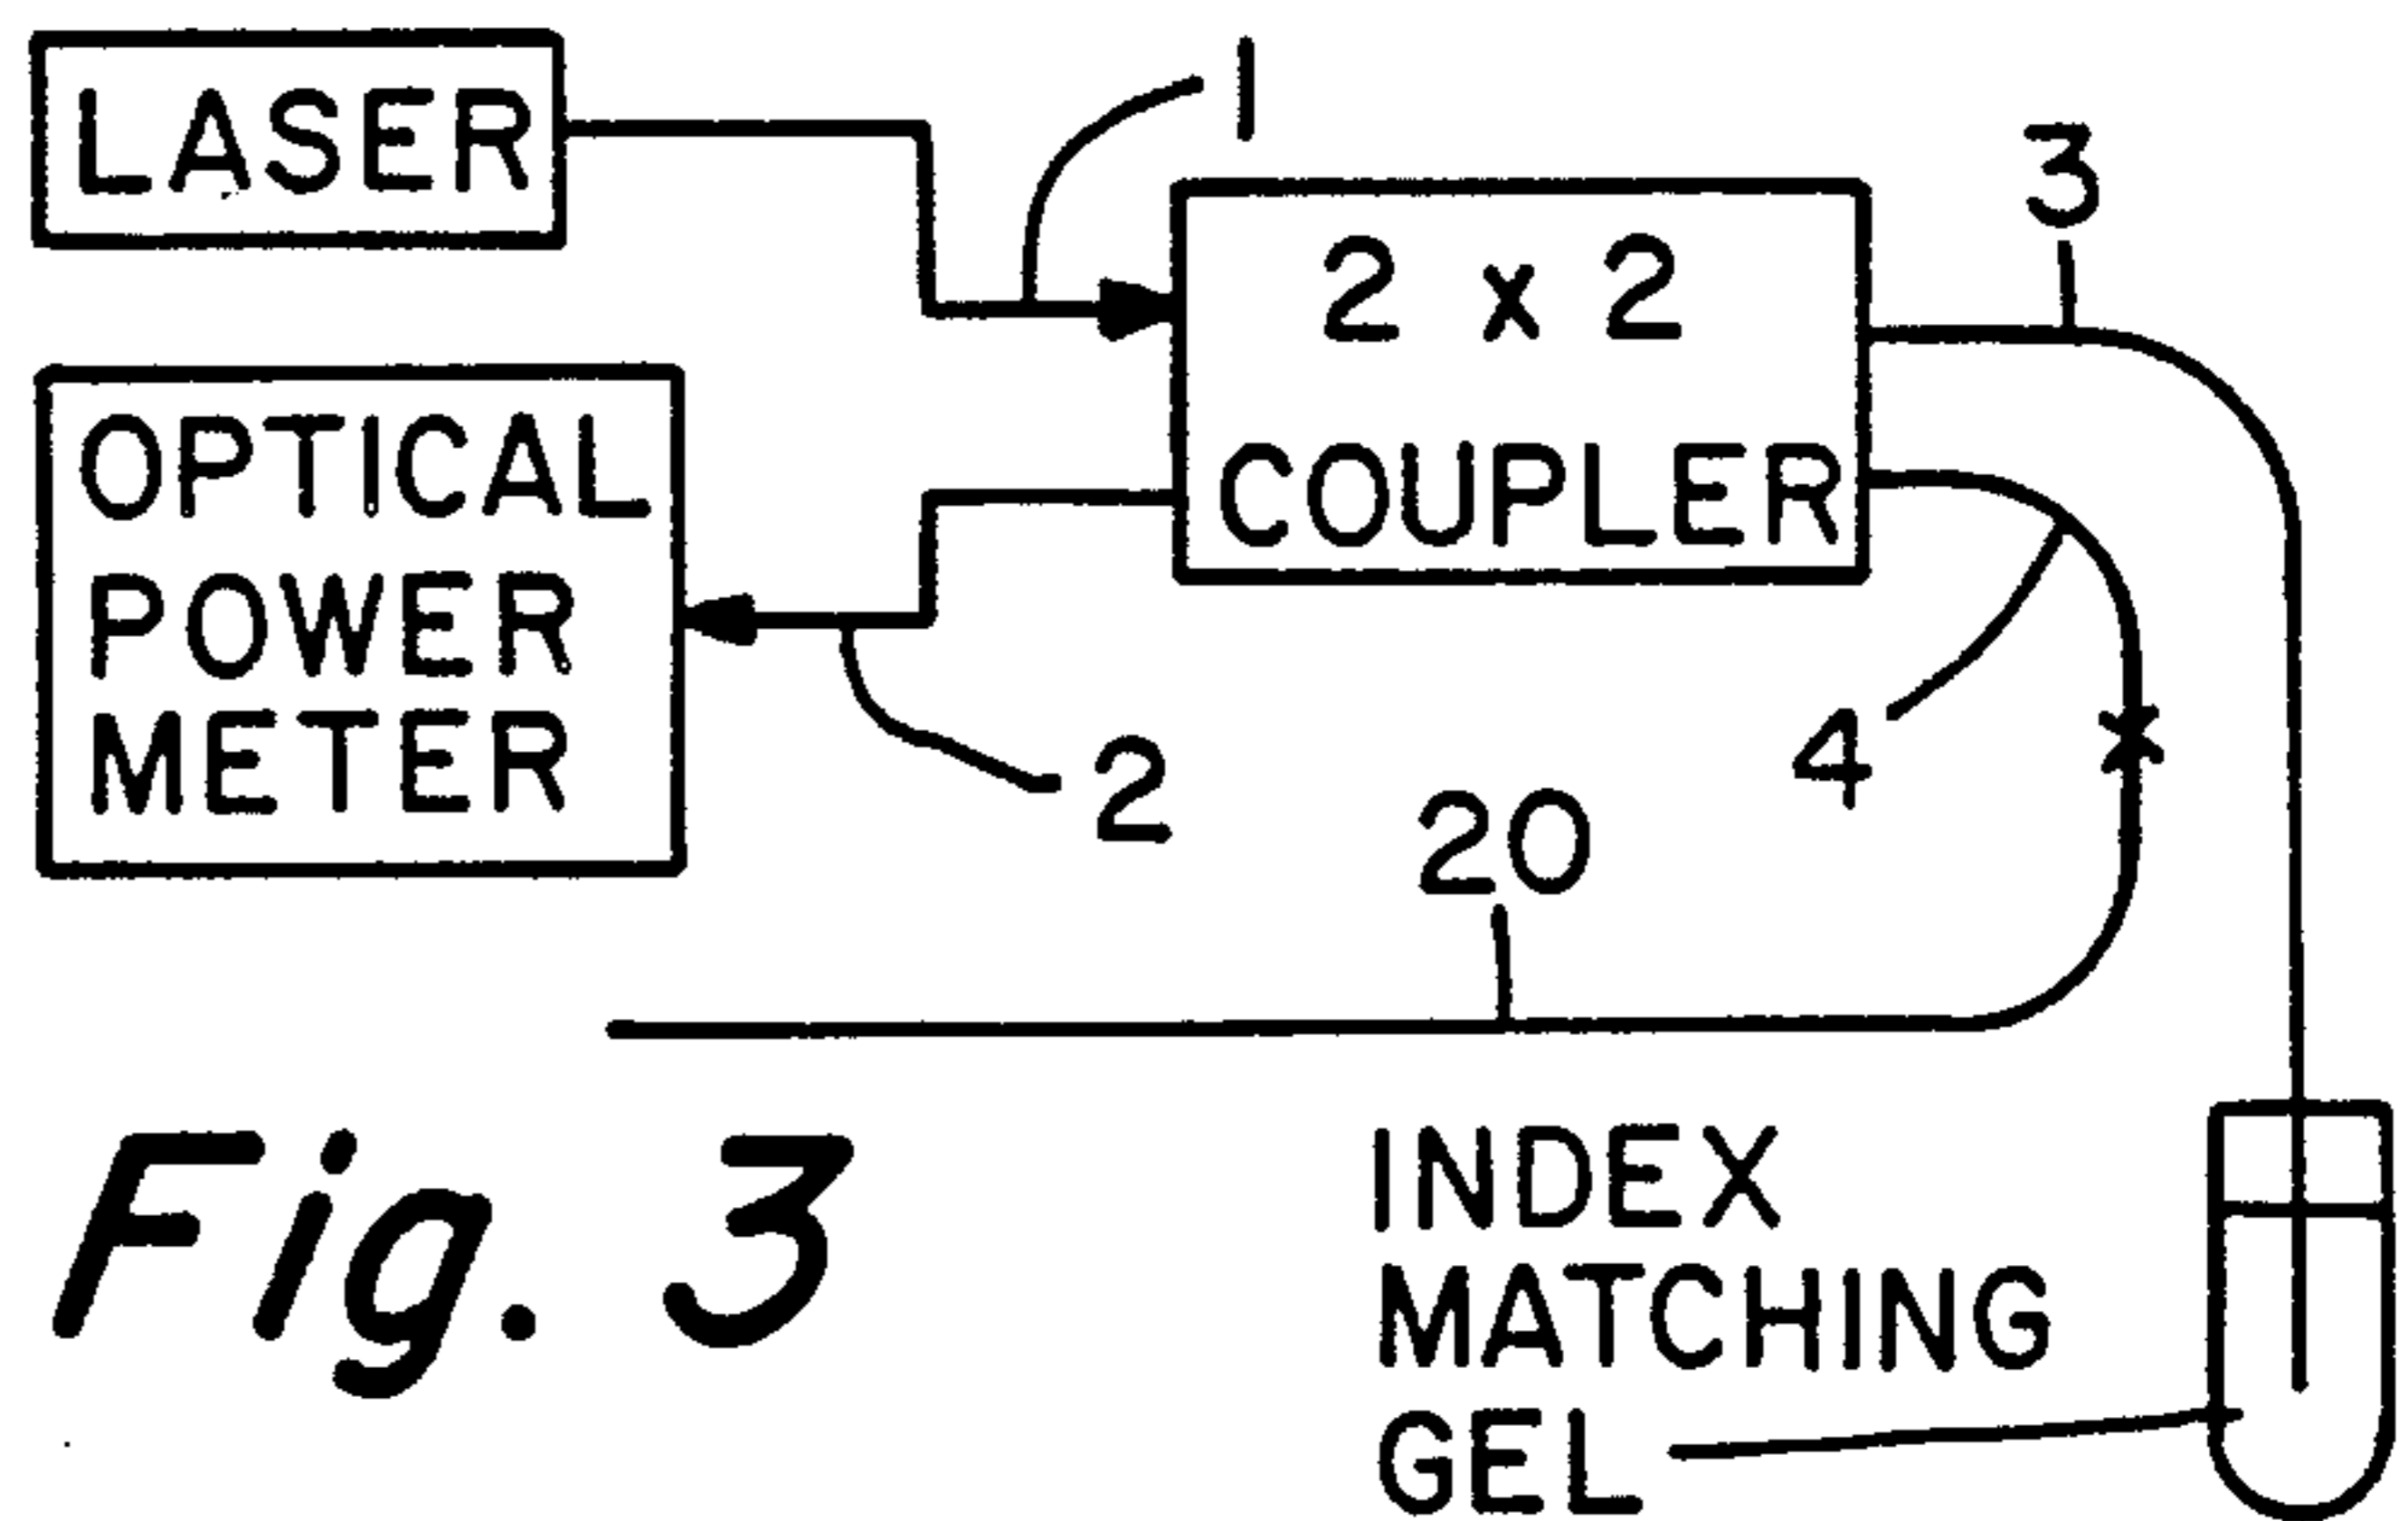 LASER
1
2 x 2
COUPLER
3
OPTICAL
POWER
METER
2
4
20
INDEX
MATCHING
GEL
Fig. 3